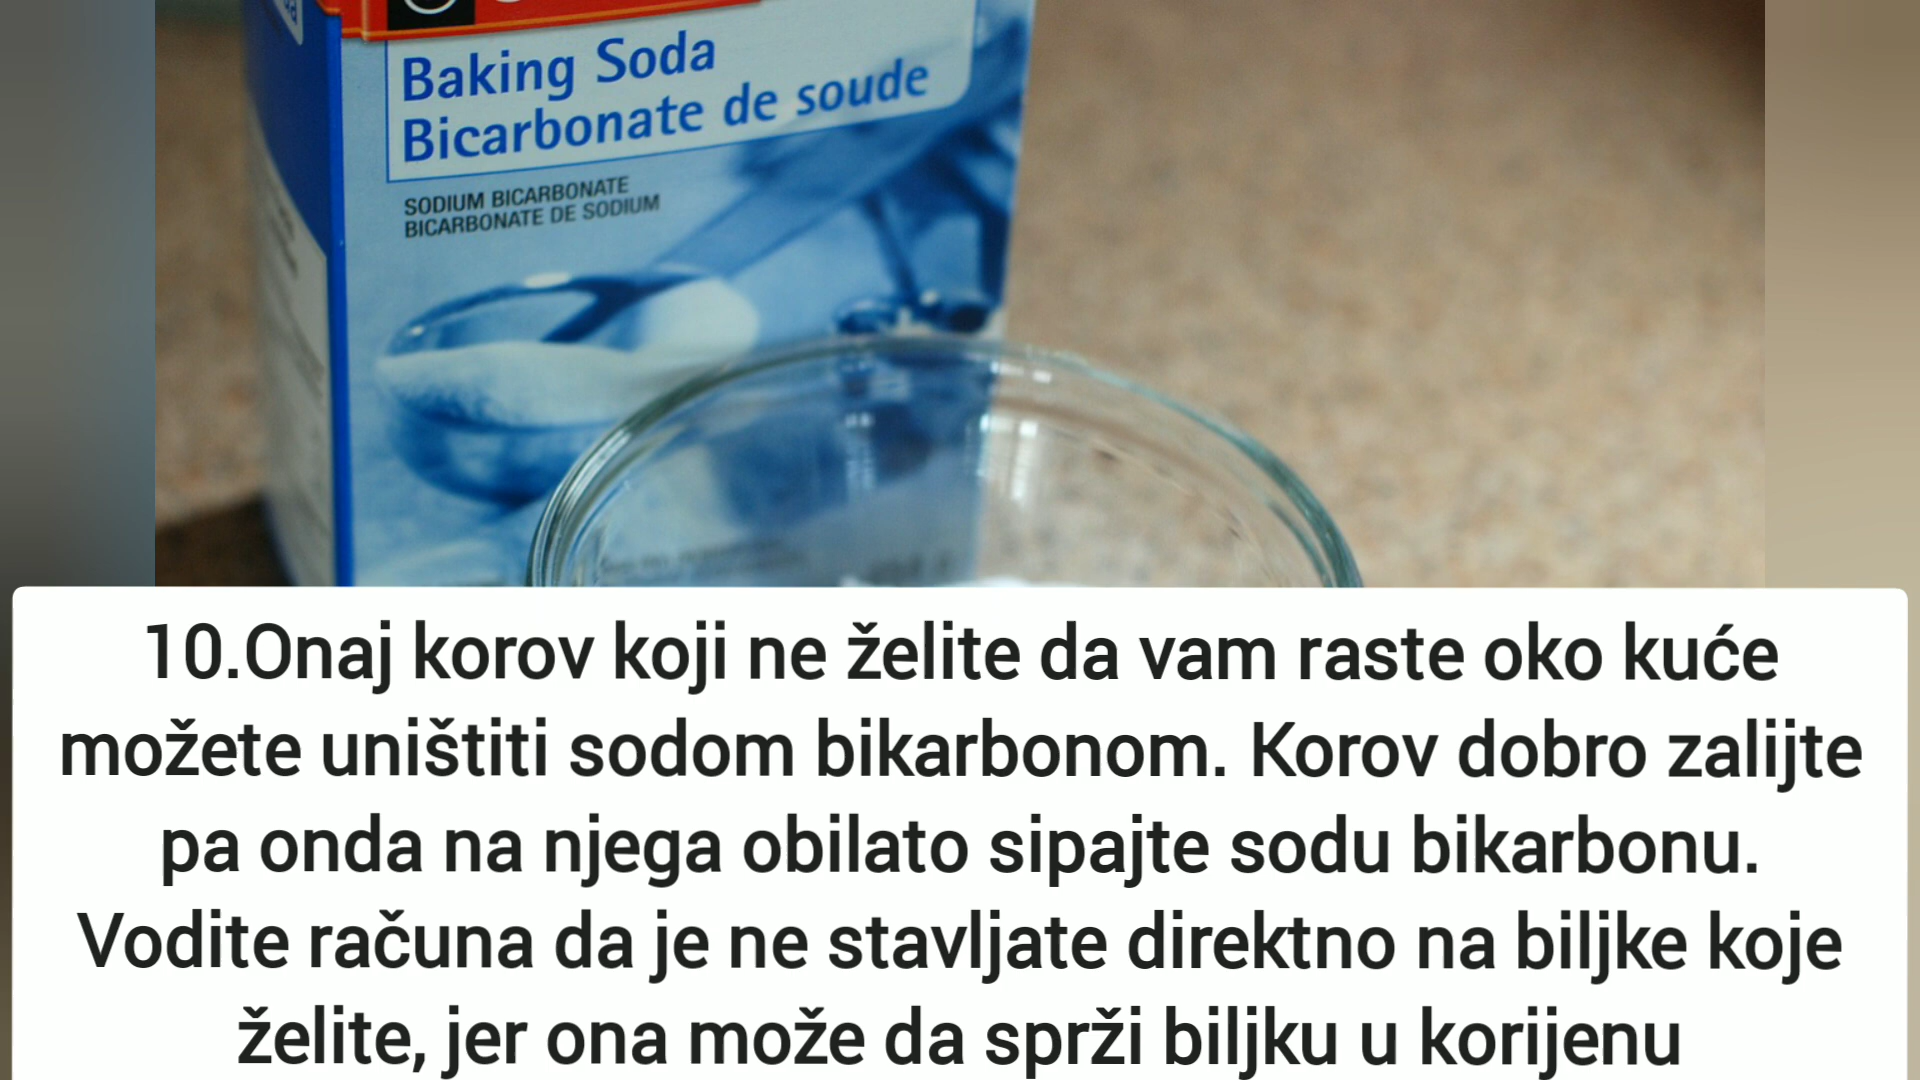 Baking Soda
Bicarbonate de soude
SODIUM BICARBONATE
BICARBONATE DE SODIUM
10.Onaj korov koji ne želite da vam raste oko kuće
možete uništiti sodom bikarbonom. Korov dobro zalijte
pa onda na njega obilato sipajte sodu bikarbonu.
Vodite računa da je ne stavljate direktno na biljke koje
želite, jer ona može da sprži biljku u korijenu